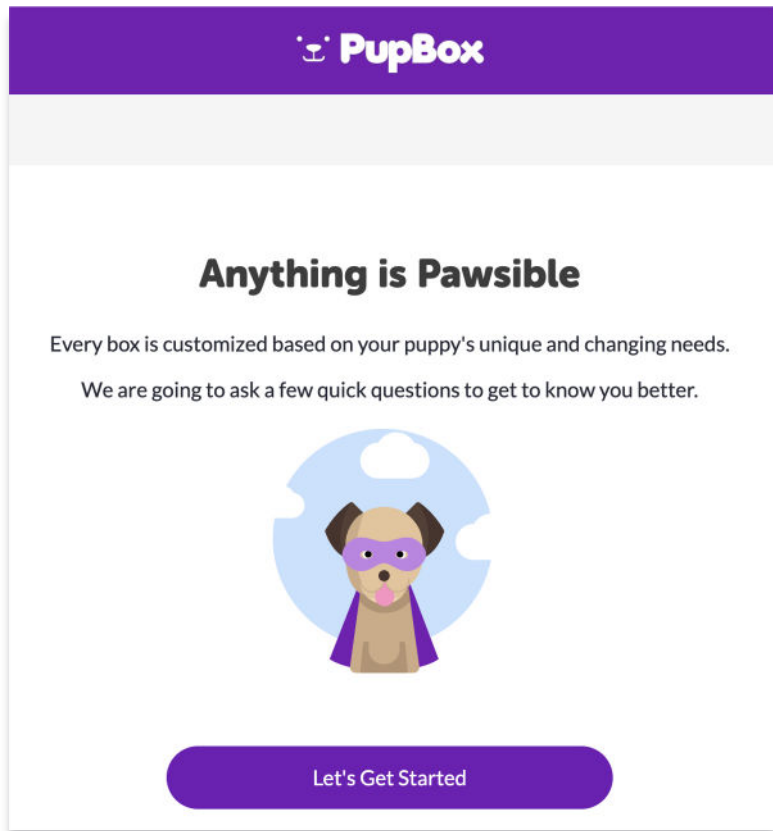 PupBox
Anything is Pawsible
Every box is customized based on your puppy's unique and changing needs.
We are going to ask a few quick questions to get to know you better.
Let's Get Started